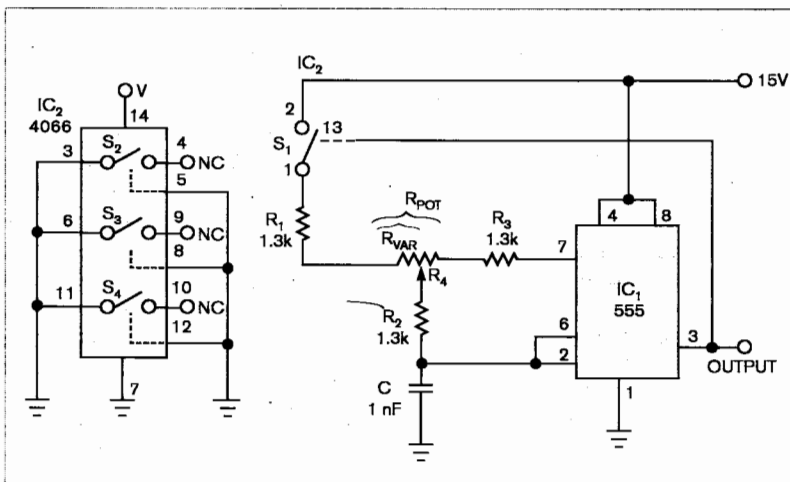 IC2
4066
V
14
3
S2
4
NC
5
6
S3
9
NC
8
11
S4
10
NC
12
7
IC2
15V
2
S1
13
1
R1
1.3k
RPOT
RVAR
R4
R3
1.3k
7
4
8
IC1
555
R2
1.3k
6
2
3
OUTPUT
C
1 nF
1